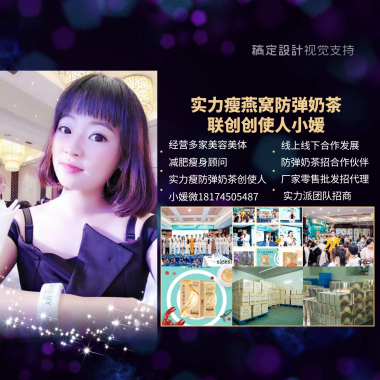 稿定設計视觉支持
实力瘦燕窝防弹奶茶
联创创使人小媛
经营多家美容美体
线上线下合作发展
减肥瘦身顾问
防弹奶茶招合作伙伴
实力瘦防弹奶茶创使人
厂家零售批发招代理
小媛微18174505487
实力派团队招商